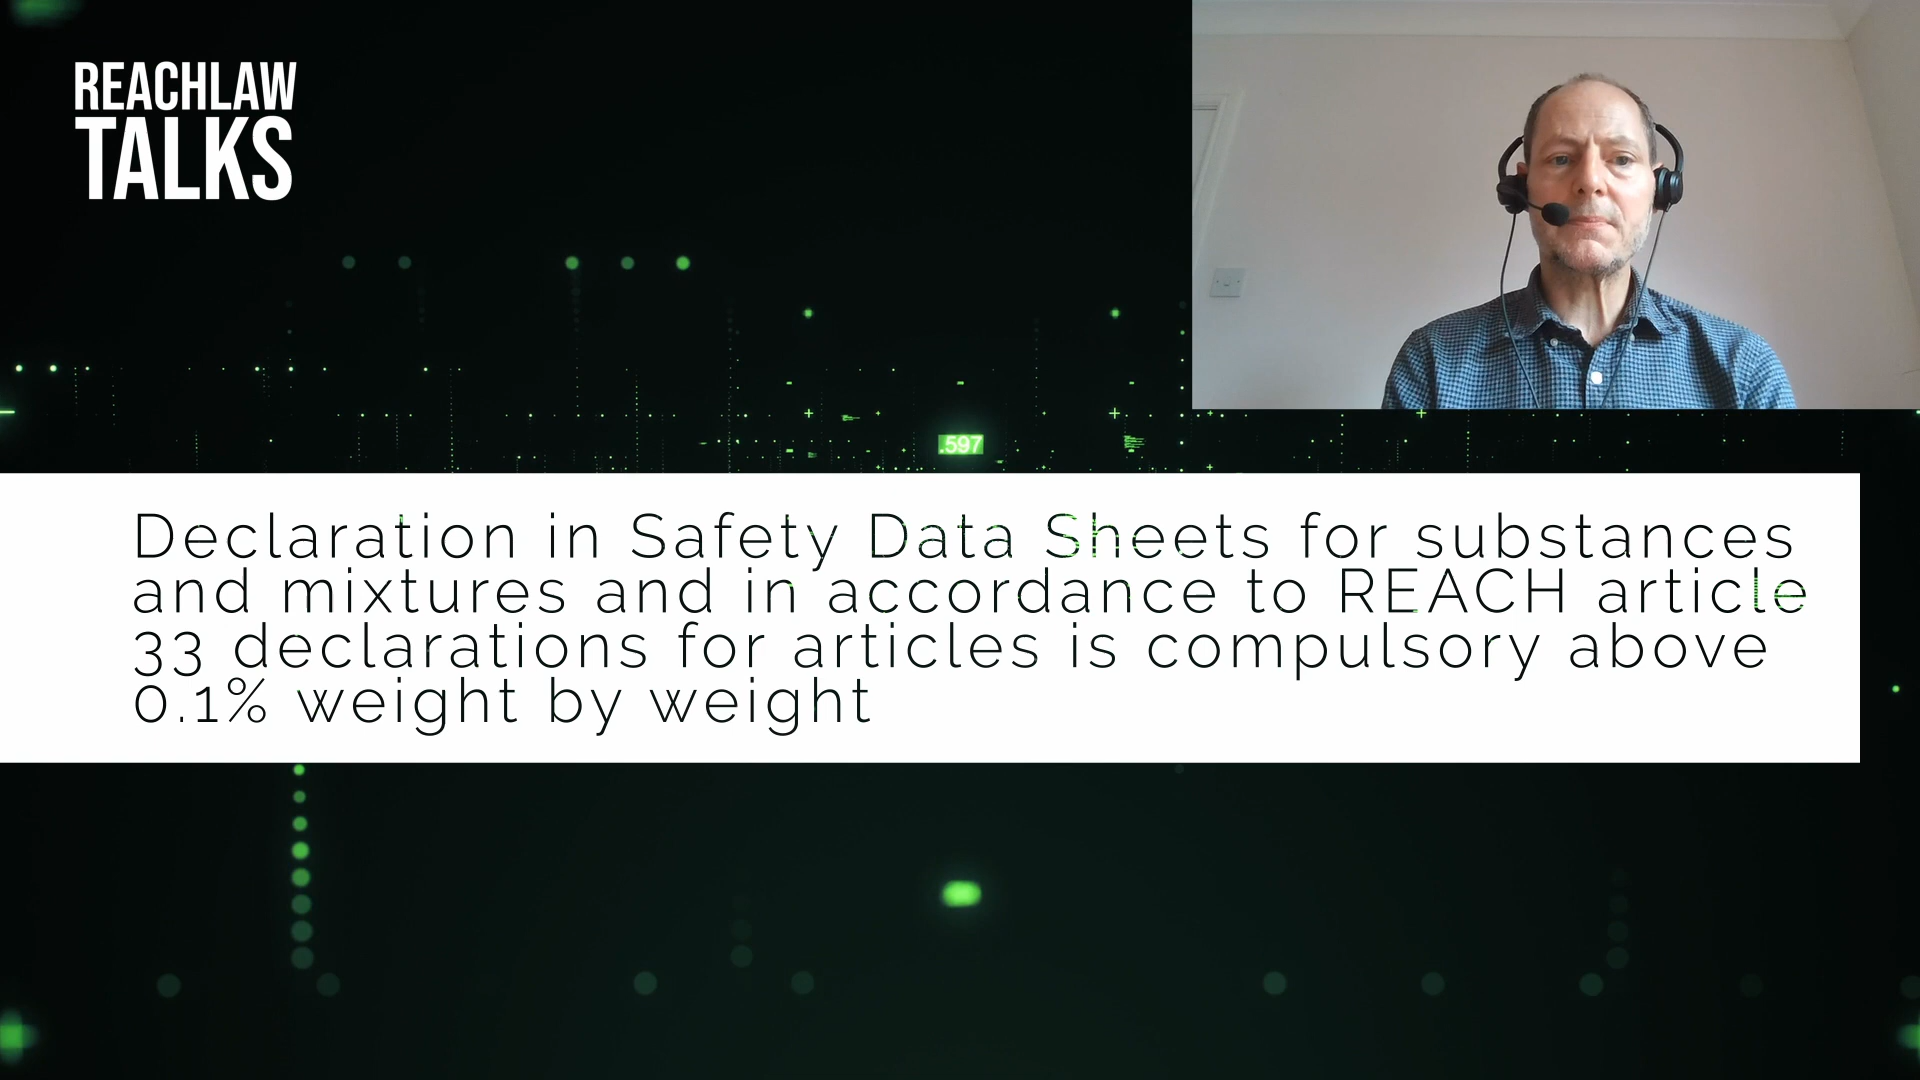 REACHLAW
TALKS
.597
Declaration in Safety Data Sheets for substances
and mixtures and in accordance to REACH article
33 declarations for articles is compulsory above
0.1% weight by weight